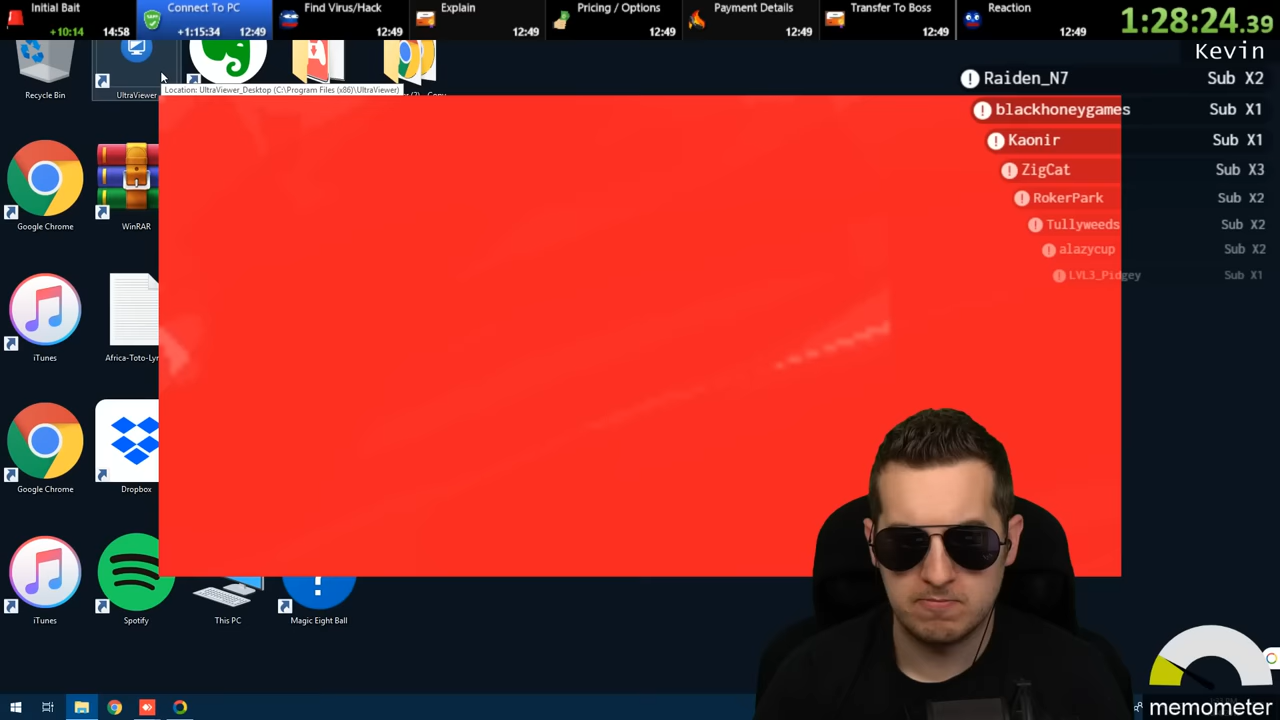 Initial Bait
+10:14 14:58
Connect To PC
+1:15:34 12:49
Find Virus/Hack
12:49
Explain
12:49
Pricing / Options
12:49
Payment Details
12:49
Transfer To Boss
12:49
Reaction
12:49
1:28:24.39
Kevin
Raiden_N7 Sub X2
blackhoneygames Sub X1
Kaonir Sub X1
ZigCat Sub X3
RokerPark Sub X2
Tullyweeds Sub X2
alazycup Sub X2
LVL3_Pidgey Sub X1
Recycle Bin
UltraViewer
Location: UltraViewer_Desktop (C:\Program Files (x86)\UltraViewer)
Google Chrome
WinRAR
iTunes
Africa-Toto-Lyr
Google Chrome
Dropbox
iTunes
Spotify
This PC
Magic Eight Ball
memometer